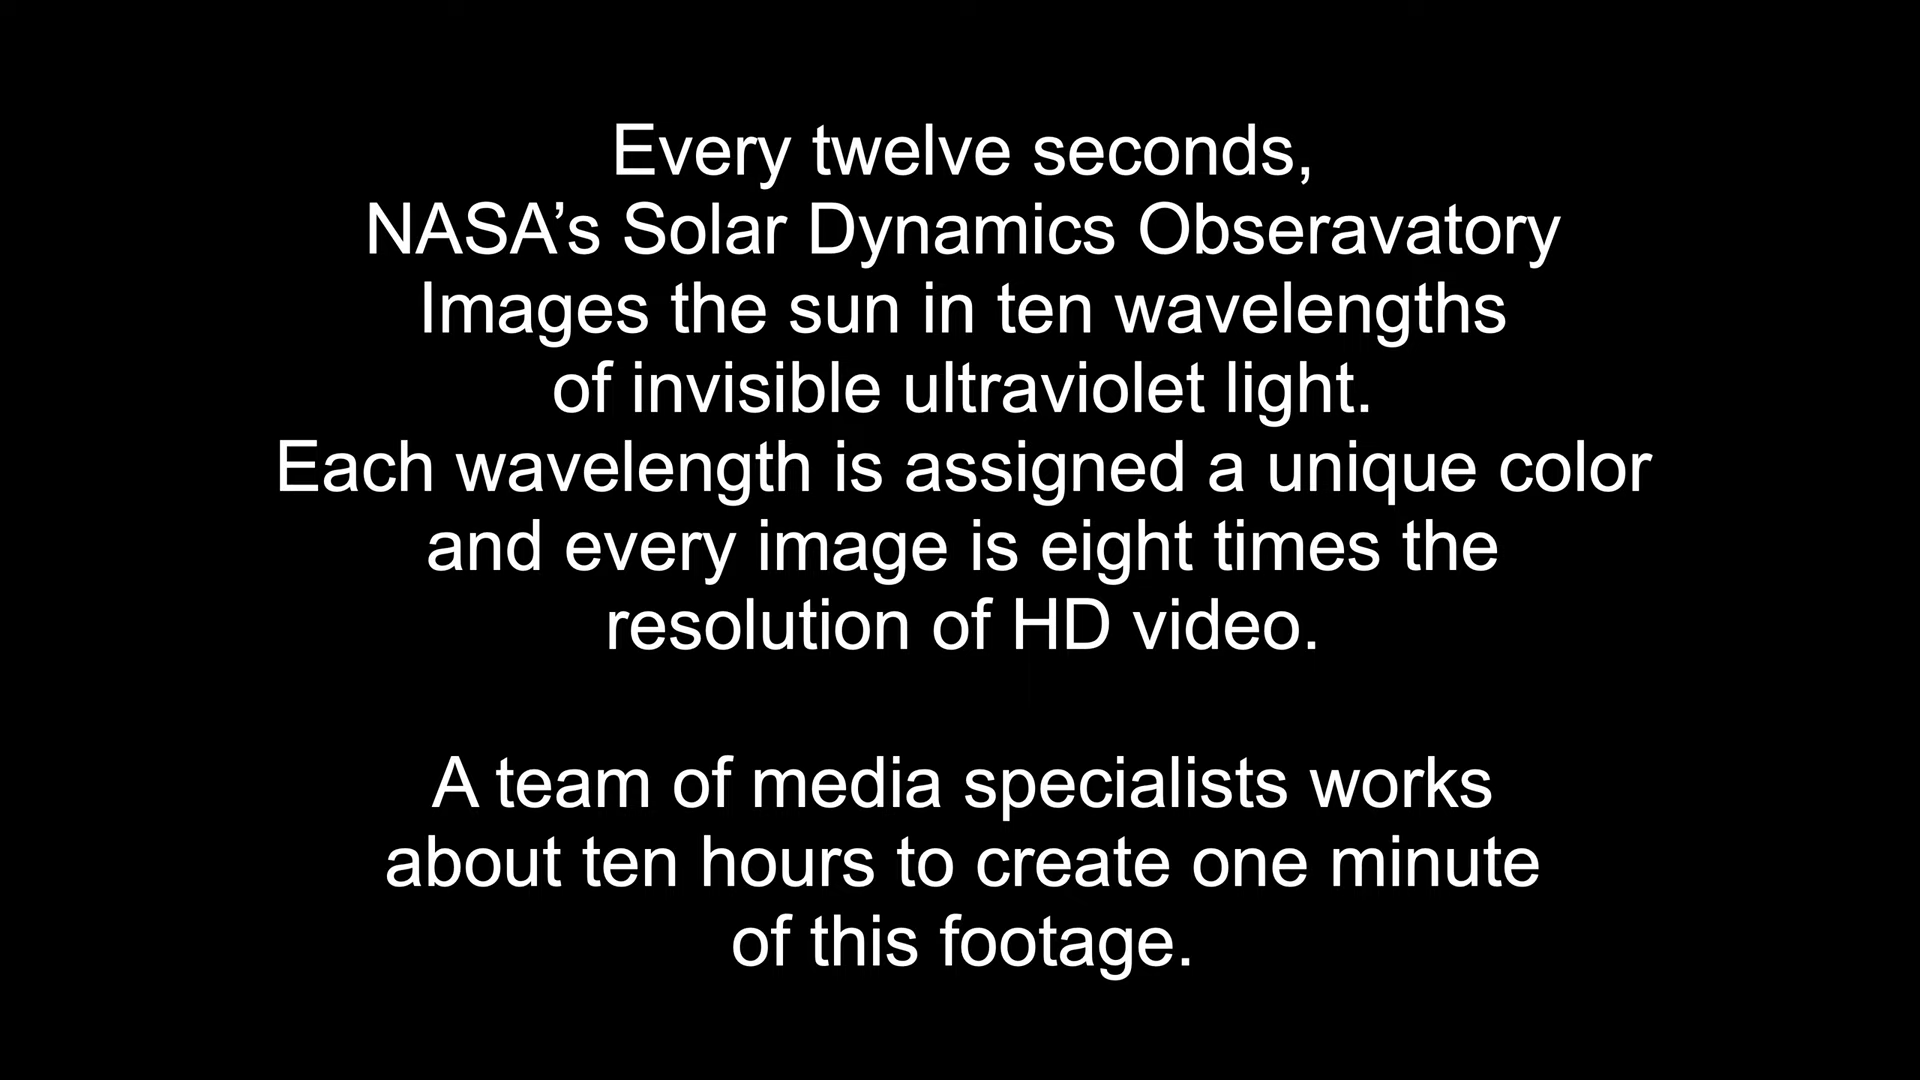 Every twelve seconds,
NASA’s Solar Dynamics Obseravatory
Images the sun in ten wavelengths
of invisible ultraviolet light.
Each wavelength is assigned a unique color
and every image is eight times the
resolution of HD video.
A team of media specialists works
about ten hours to create one minute
of this footage.